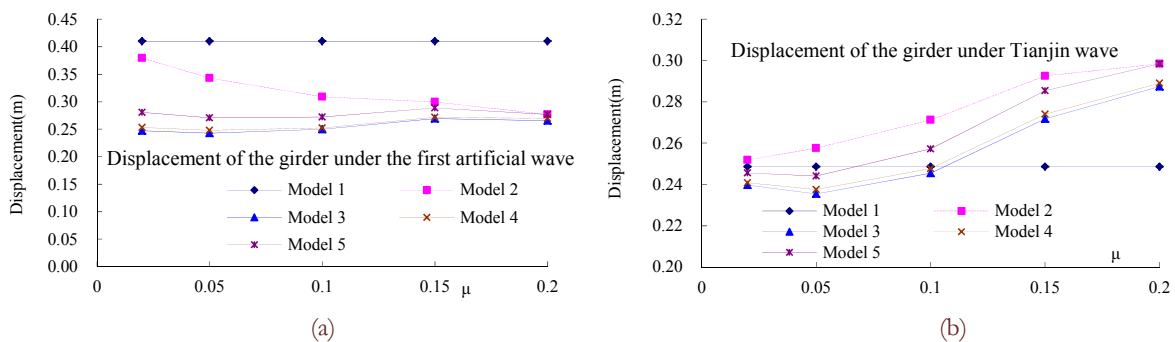 0.45
0.40
0.35
0.30
0.25
0.20
0.15
0.10
0.05
0.00
Displacement(m)
Displacement of the girder under the first artificial wave
Model 1
Model 2
Model 3
Model 4
Model 5
0
0.05
0.1
0.15
μ
0.2
(a)
0.32
0.30
0.28
0.26
0.24
0.22
0.20
Displacement(m)
Displacement of the girder under Tianjin wave
Model 1
Model 2
Model 3
Model 4
Model 5
μ
0
0.05
0.1
0.15
0.2
(b)